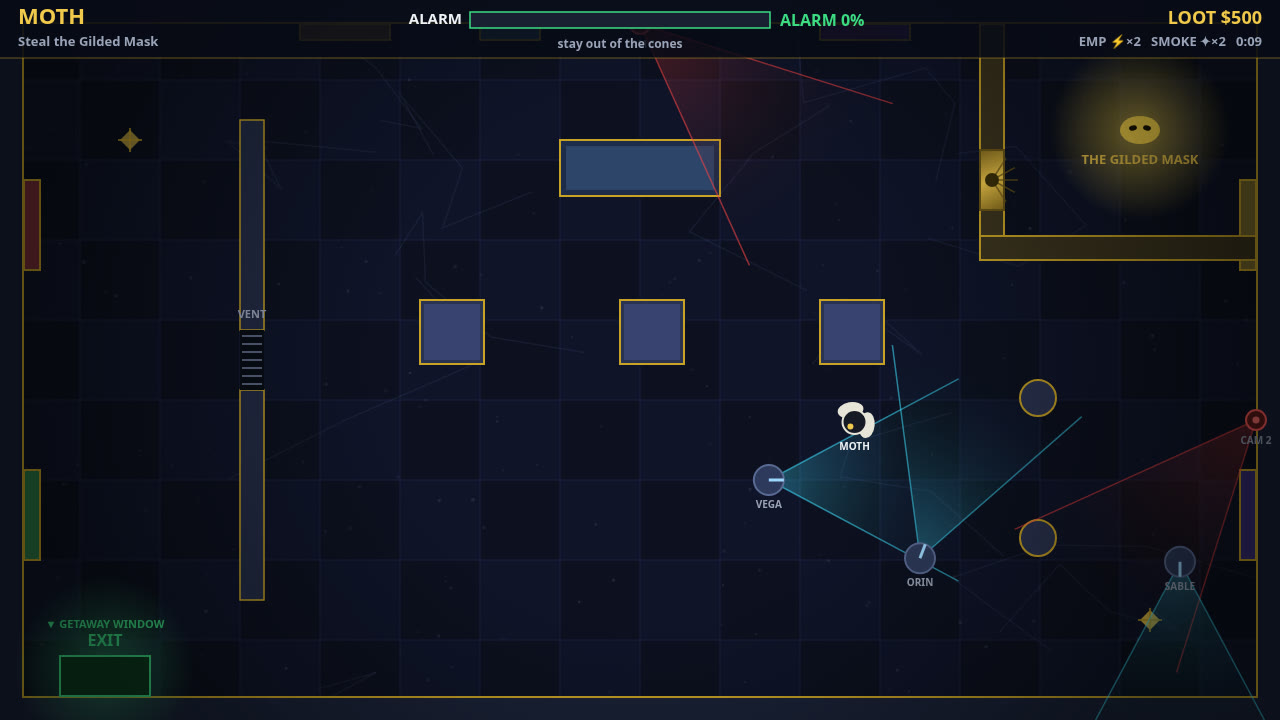 MOTH
ALARM
ALARM 0%
LOOT $500
Steal the Gilded Mask
stay out of the cones
EMP ⚡×2 SMOKE ✦×2 0:09
THE GILDED MASK
VENT
MOTH
CAM 2
VEGA
ORIN
SABLE
▼ GETAWAY WINDOW
EXIT